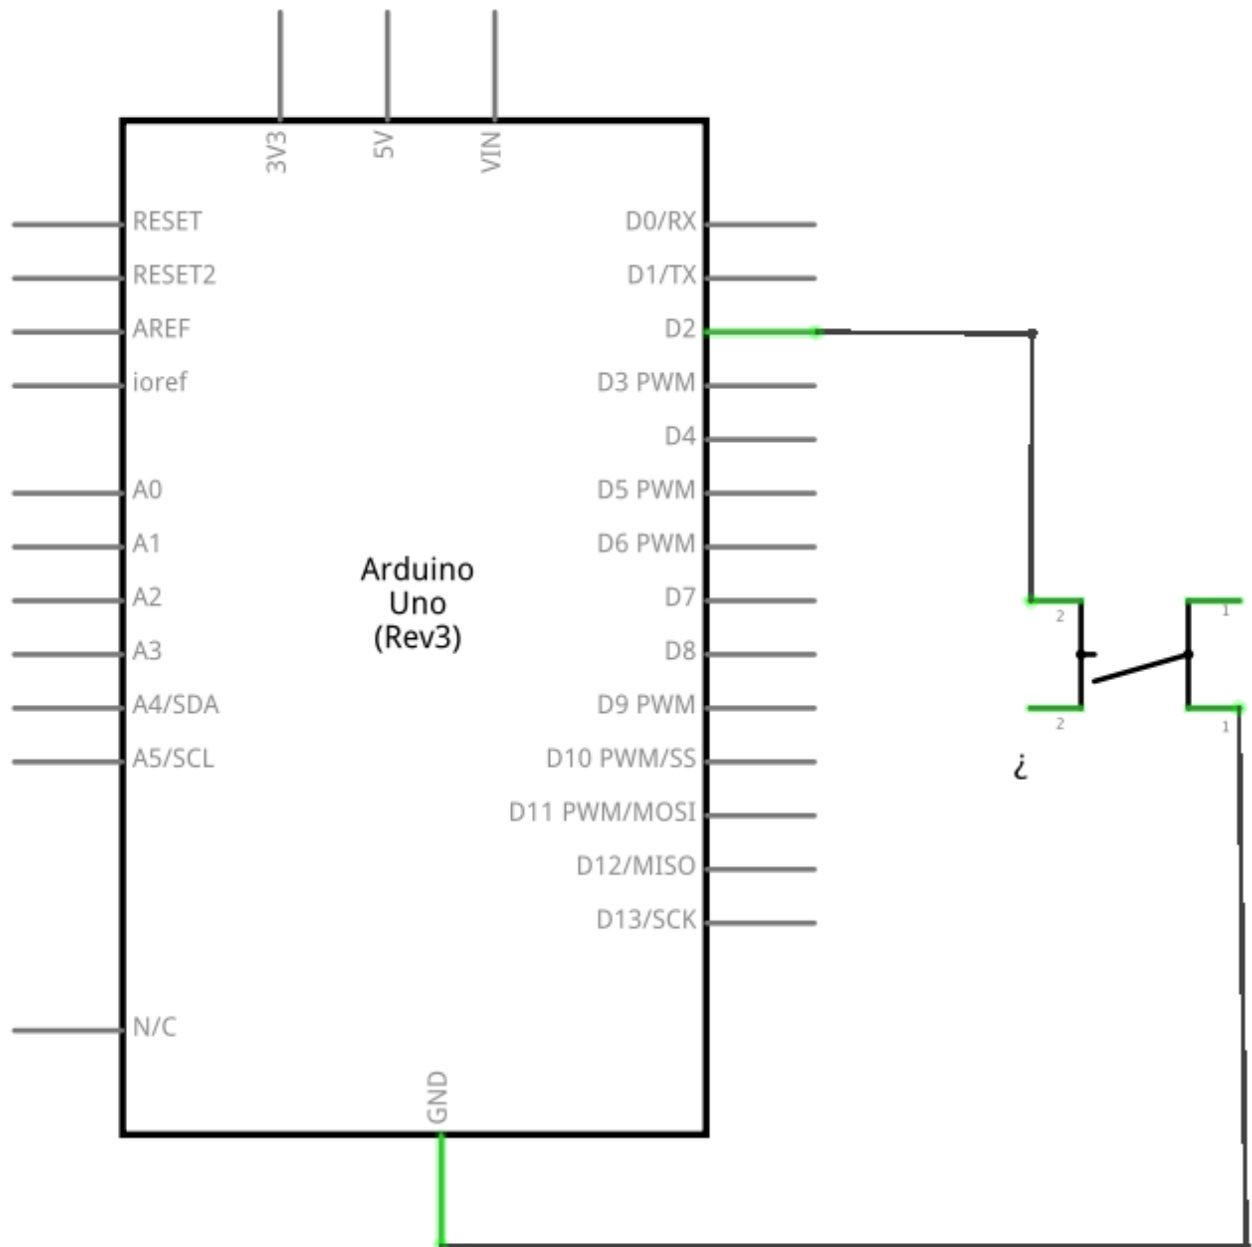 3V3
5V
VIN
RESET
RESET2
AREF
ioref
A0
A1
A2
A3
A4/SDA
A5/SCL
N/C
Arduino
Uno
(Rev3)
D0/RX
D1/TX
D2
D3 PWM
D4
D5 PWM
D6 PWM
D7
D8
D9 PWM
D10 PWM/SS
D11 PWM/MOSI
D12/MISO
D13/SCK
GND
2
1
2
1
¿